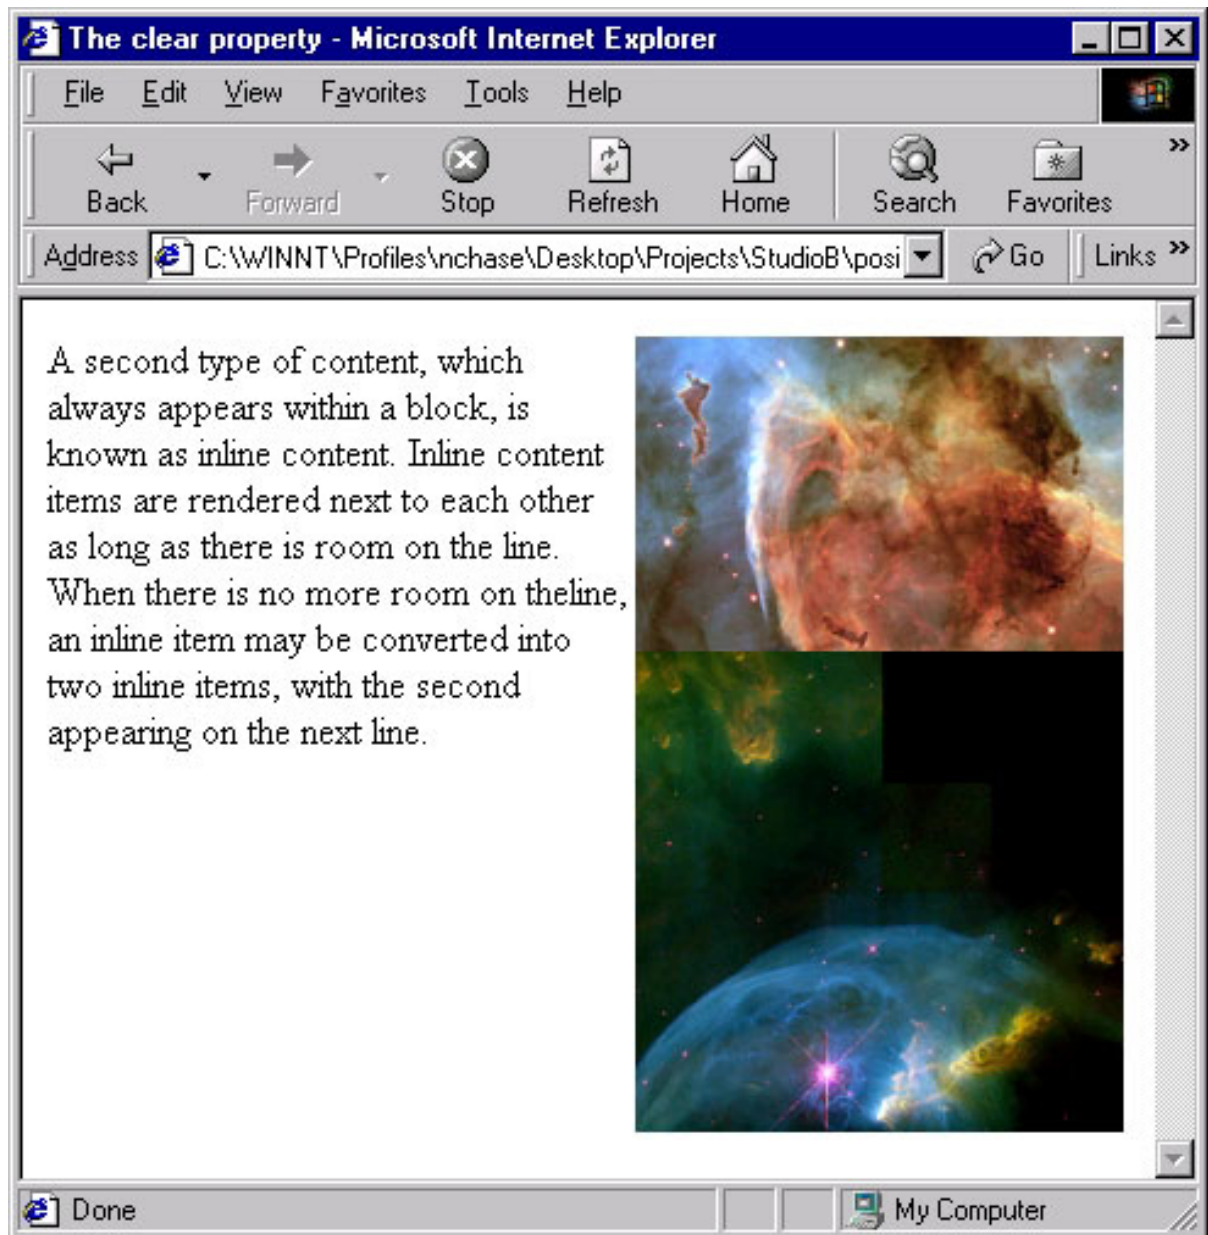 The clear property - Microsoft Internet Explorer
File Edit View Favorites Tools Help
Back Forward Stop Refresh Home Search Favorites »
Address C:\WINNT\Profiles\nchase\Desktop\Projects\StudioB\posi Go Links »
A second type of content, which
always appears within a block, is
known as inline content. Inline content
items are rendered next to each other
as long as there is room on the line.
When there is no more room on theline,
an inline item may be converted into
two inline items, with the second
appearing on the next line.
Done My Computer